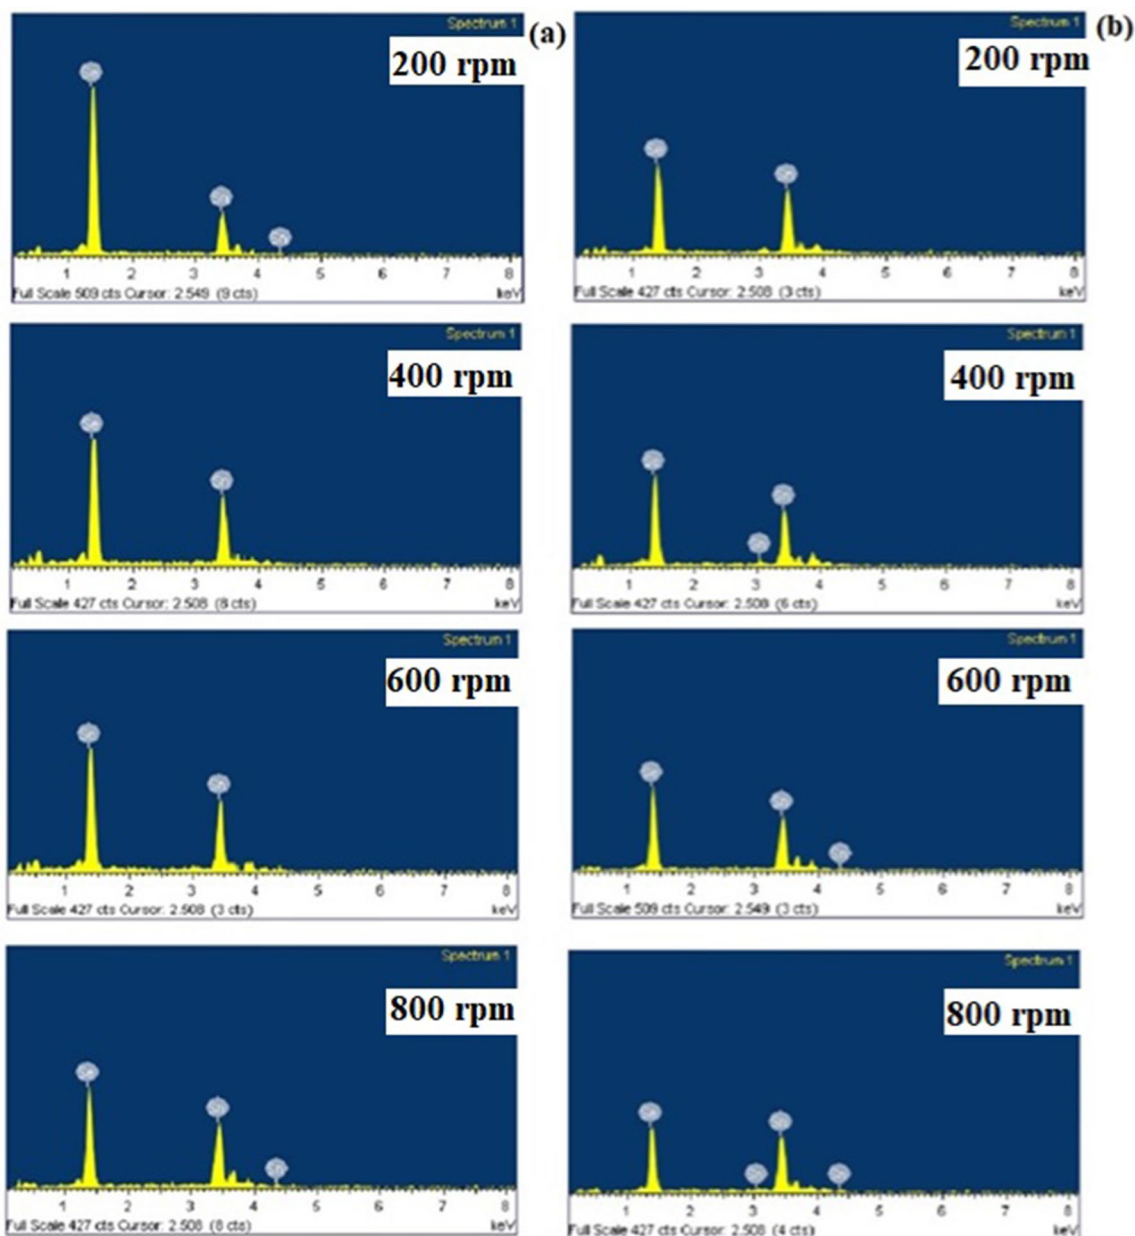 Spectrum 1
(a)
200 rpm
1 2 3 4 5 6 7 8
Full Scale 509 cts Cursor: 2.549 (9 cts) keV
Spectrum 1
(b)
200 rpm
1 2 3 4 5 6 7 8
Full Scale 427 cts Cursor: 2.508 (3 cts) keV
Spectrum 1
400 rpm
1 2 3 4 5 6 7 8
Full Scale 427 cts Cursor: 2.508 (8 cts) keV
Spectrum 1
400 rpm
1 2 3 4 5 6 7 8
Full Scale 427 cts Cursor: 2.508 (6 cts) keV
Spectrum 1
600 rpm
1 2 3 4 5 6 7 8
Full Scale 427 cts Cursor: 2.508 (3 cts) keV
Spectrum 1
600 rpm
1 2 3 4 5 6 8
Full Scale 509 cts Cursor: 2.549 (3 cts) keV
Spectrum 1
800 rpm
1 2 3 4 5 6 7 8
Full Scale 427 cts Cursor: 2.508 (8 cts) keV
Spectrum 1
800 rpm
1 2 3 4 5 6 7 8
Full Scale 427 cts Cursor: 2.508 (4 cts) keV